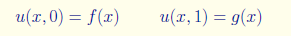 u(x,0) = f(x) u(x,1) = g(x)